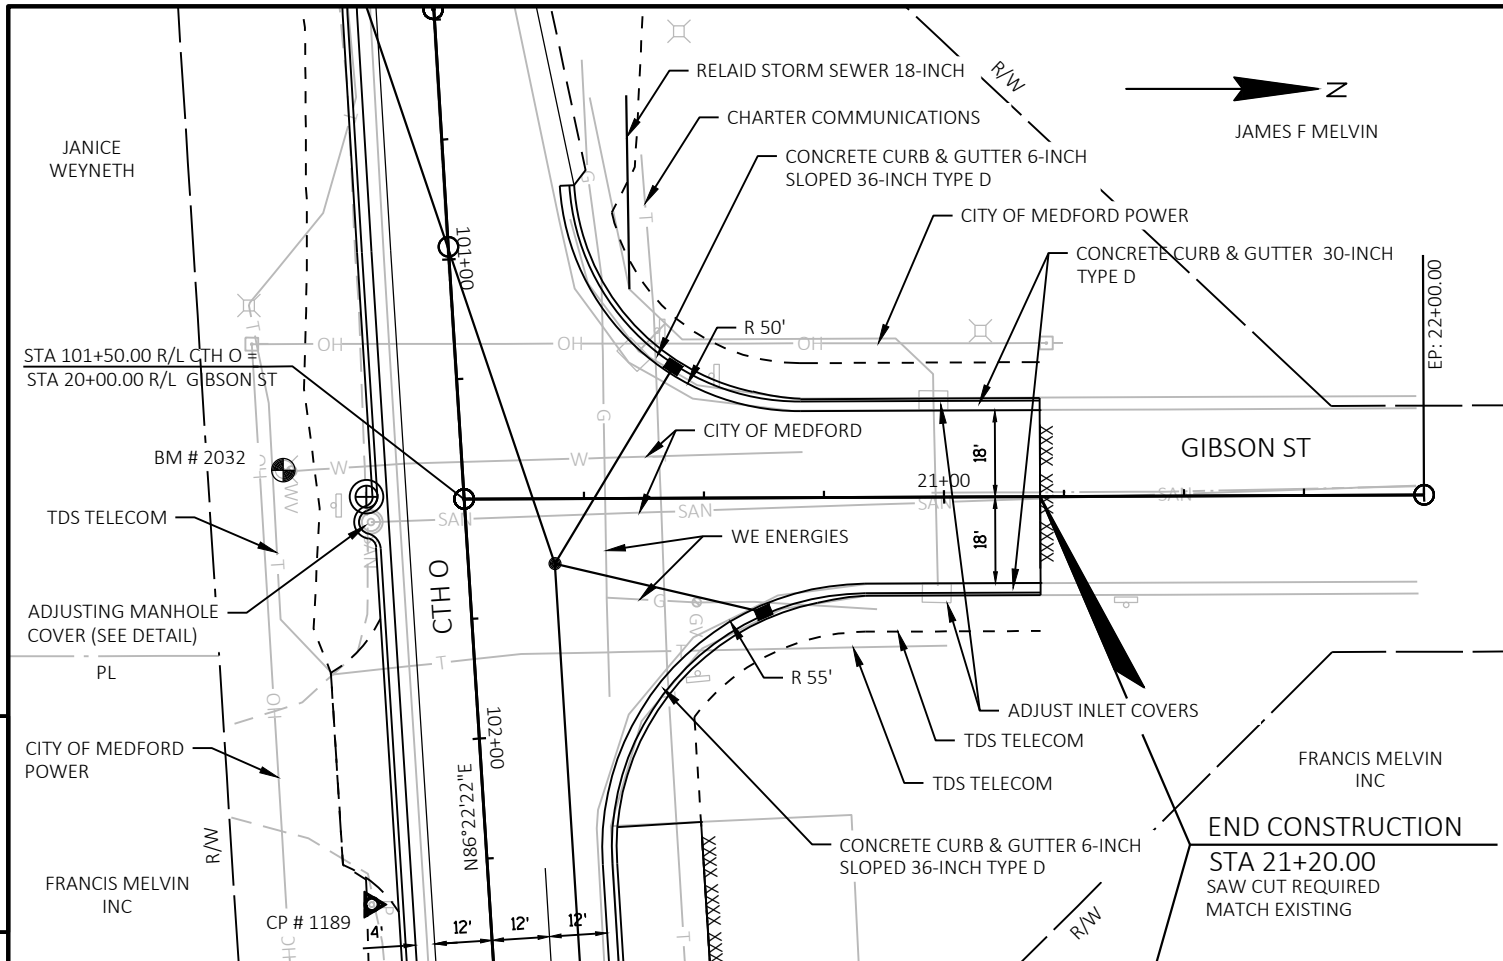 RELAID STORM SEWER 18-INCH
R/W
N
JAMES F MELVIN
CHARTER COMMUNICATIONS
JANICE
WEYNETH
CONCRETE CURB & GUTTER 6-INCH
SLOPED 36-INCH TYPE D
G
T
CITY OF MEDFORD POWER
101+00
CONCRETE CURB & GUTTER 30-INCH
TYPE D
EP: 22+00.00
R 50'
T
OH
OH
OH
STA 101+50.00 R/L CTH O =
STA 20+00.00 R/L GIBSON ST
G
CITY OF MEDFORD
18'
GIBSON ST
BM # 2032
OH
W
W
21+00
SAN
SAN
SAN
SAN
TDS TELECOM
T
SAN
WE ENERGIES
18'
CTH O
ADJUSTING MANHOLE
COVER (SEE DETAIL)
G
GV
PL
T
T
R 55'
OH
102+00
ADJUST INLET COVERS
TDS TELECOM
CITY OF MEDFORD
POWER
TDS TELECOM
FRANCIS MELVIN
INC
N86°22'22"E
R/W
END CONSTRUCTION
CONCRETE CURB & GUTTER 6-INCH
SLOPED 36-INCH TYPE D
STA 21+20.00
SAW CUT REQUIRED
MATCH EXISTING
FRANCIS MELVIN
INC
CP # 1189
14'
12'
12'
12'
R/W
T